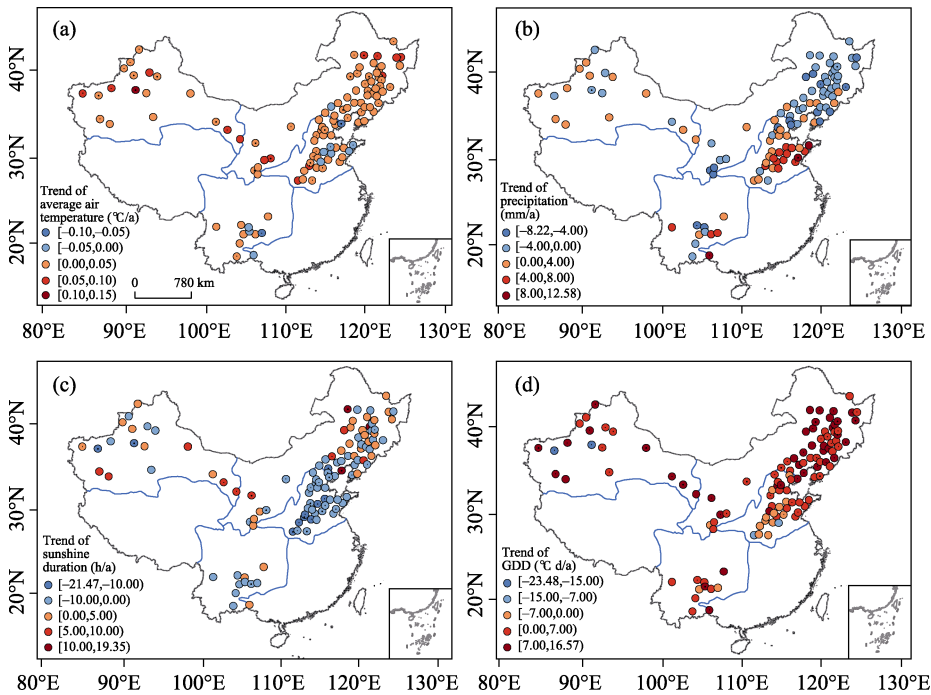 (a)
40°N
30°N
20°N
Trend of
average air
temperature (℃/a)
[−0.10,−0.05)
[−0.05,0.00)
[0.00,0.05)
[0.05,0.10)
[0.10,0.15)
0 780 km
80°E 90°E 100°E 110°E 120°E 130°E
(b)
40°N
30°N
20°N
Trend of
precipitation
(mm/a)
[−8.22,−4.00)
[−4.00,0.00)
[0.00,4.00)
[4.00,8.00)
[8.00,12.58)
80°E 90°E 100°E 110°E 120°E 130°E
(c)
40°N
30°N
20°N
Trend of
sunshine
duration (h/a)
[−21.47,−10.00)
[−10.00,0.00)
[0.00,5.00)
[5.00,10.00)
[10.00,19.35)
80°E 90°E 100°E 110°E 120°E 130°E
(d)
40°N
30°N
20°N
Trend of
GDD (℃ d/a)
[−23.48,−15.00)
[−15.00,−7.00)
[−7.00,0.00)
[0.00,7.00)
[7.00,16.57)
80°E 90°E 100°E 110°E 120°E 130°E